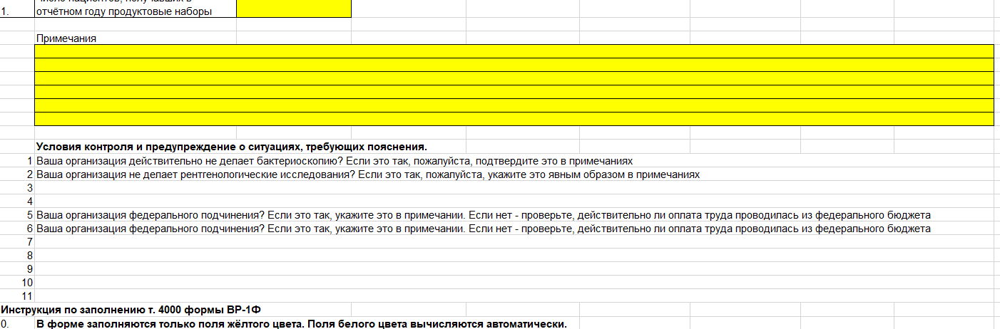 1.
отчётном году продуктовые наборы
Примечания
Условия контроля и предупреждение о ситуациях, требующих пояснения.
1 Ваша организация действительно не делает бактериоскопию? Если это так, пожалуйста, подтвердите это в примечаниях
2 Ваша организация не делает рентгенологические исследования? Если это так, пожалуйста, укажите это явным образом в примечаниях
3
4
5 Ваша организация федерального подчинения? Если это так, укажите это в примечании. Если нет - проверьте, действительно ли оплата труда проводилась из федерального бюджета
6 Ваша организация федерального подчинения? Если это так, укажите это в примечании. Если нет - проверьте, действительно ли оплата труда проводилась из федерального бюджета
7
8
9
10
11
Инструкция по заполнению т. 4000 формы ВР-1Ф
0. В форме заполняются только поля жёлтого цвета. Поля белого цвета вычисляются автоматически.